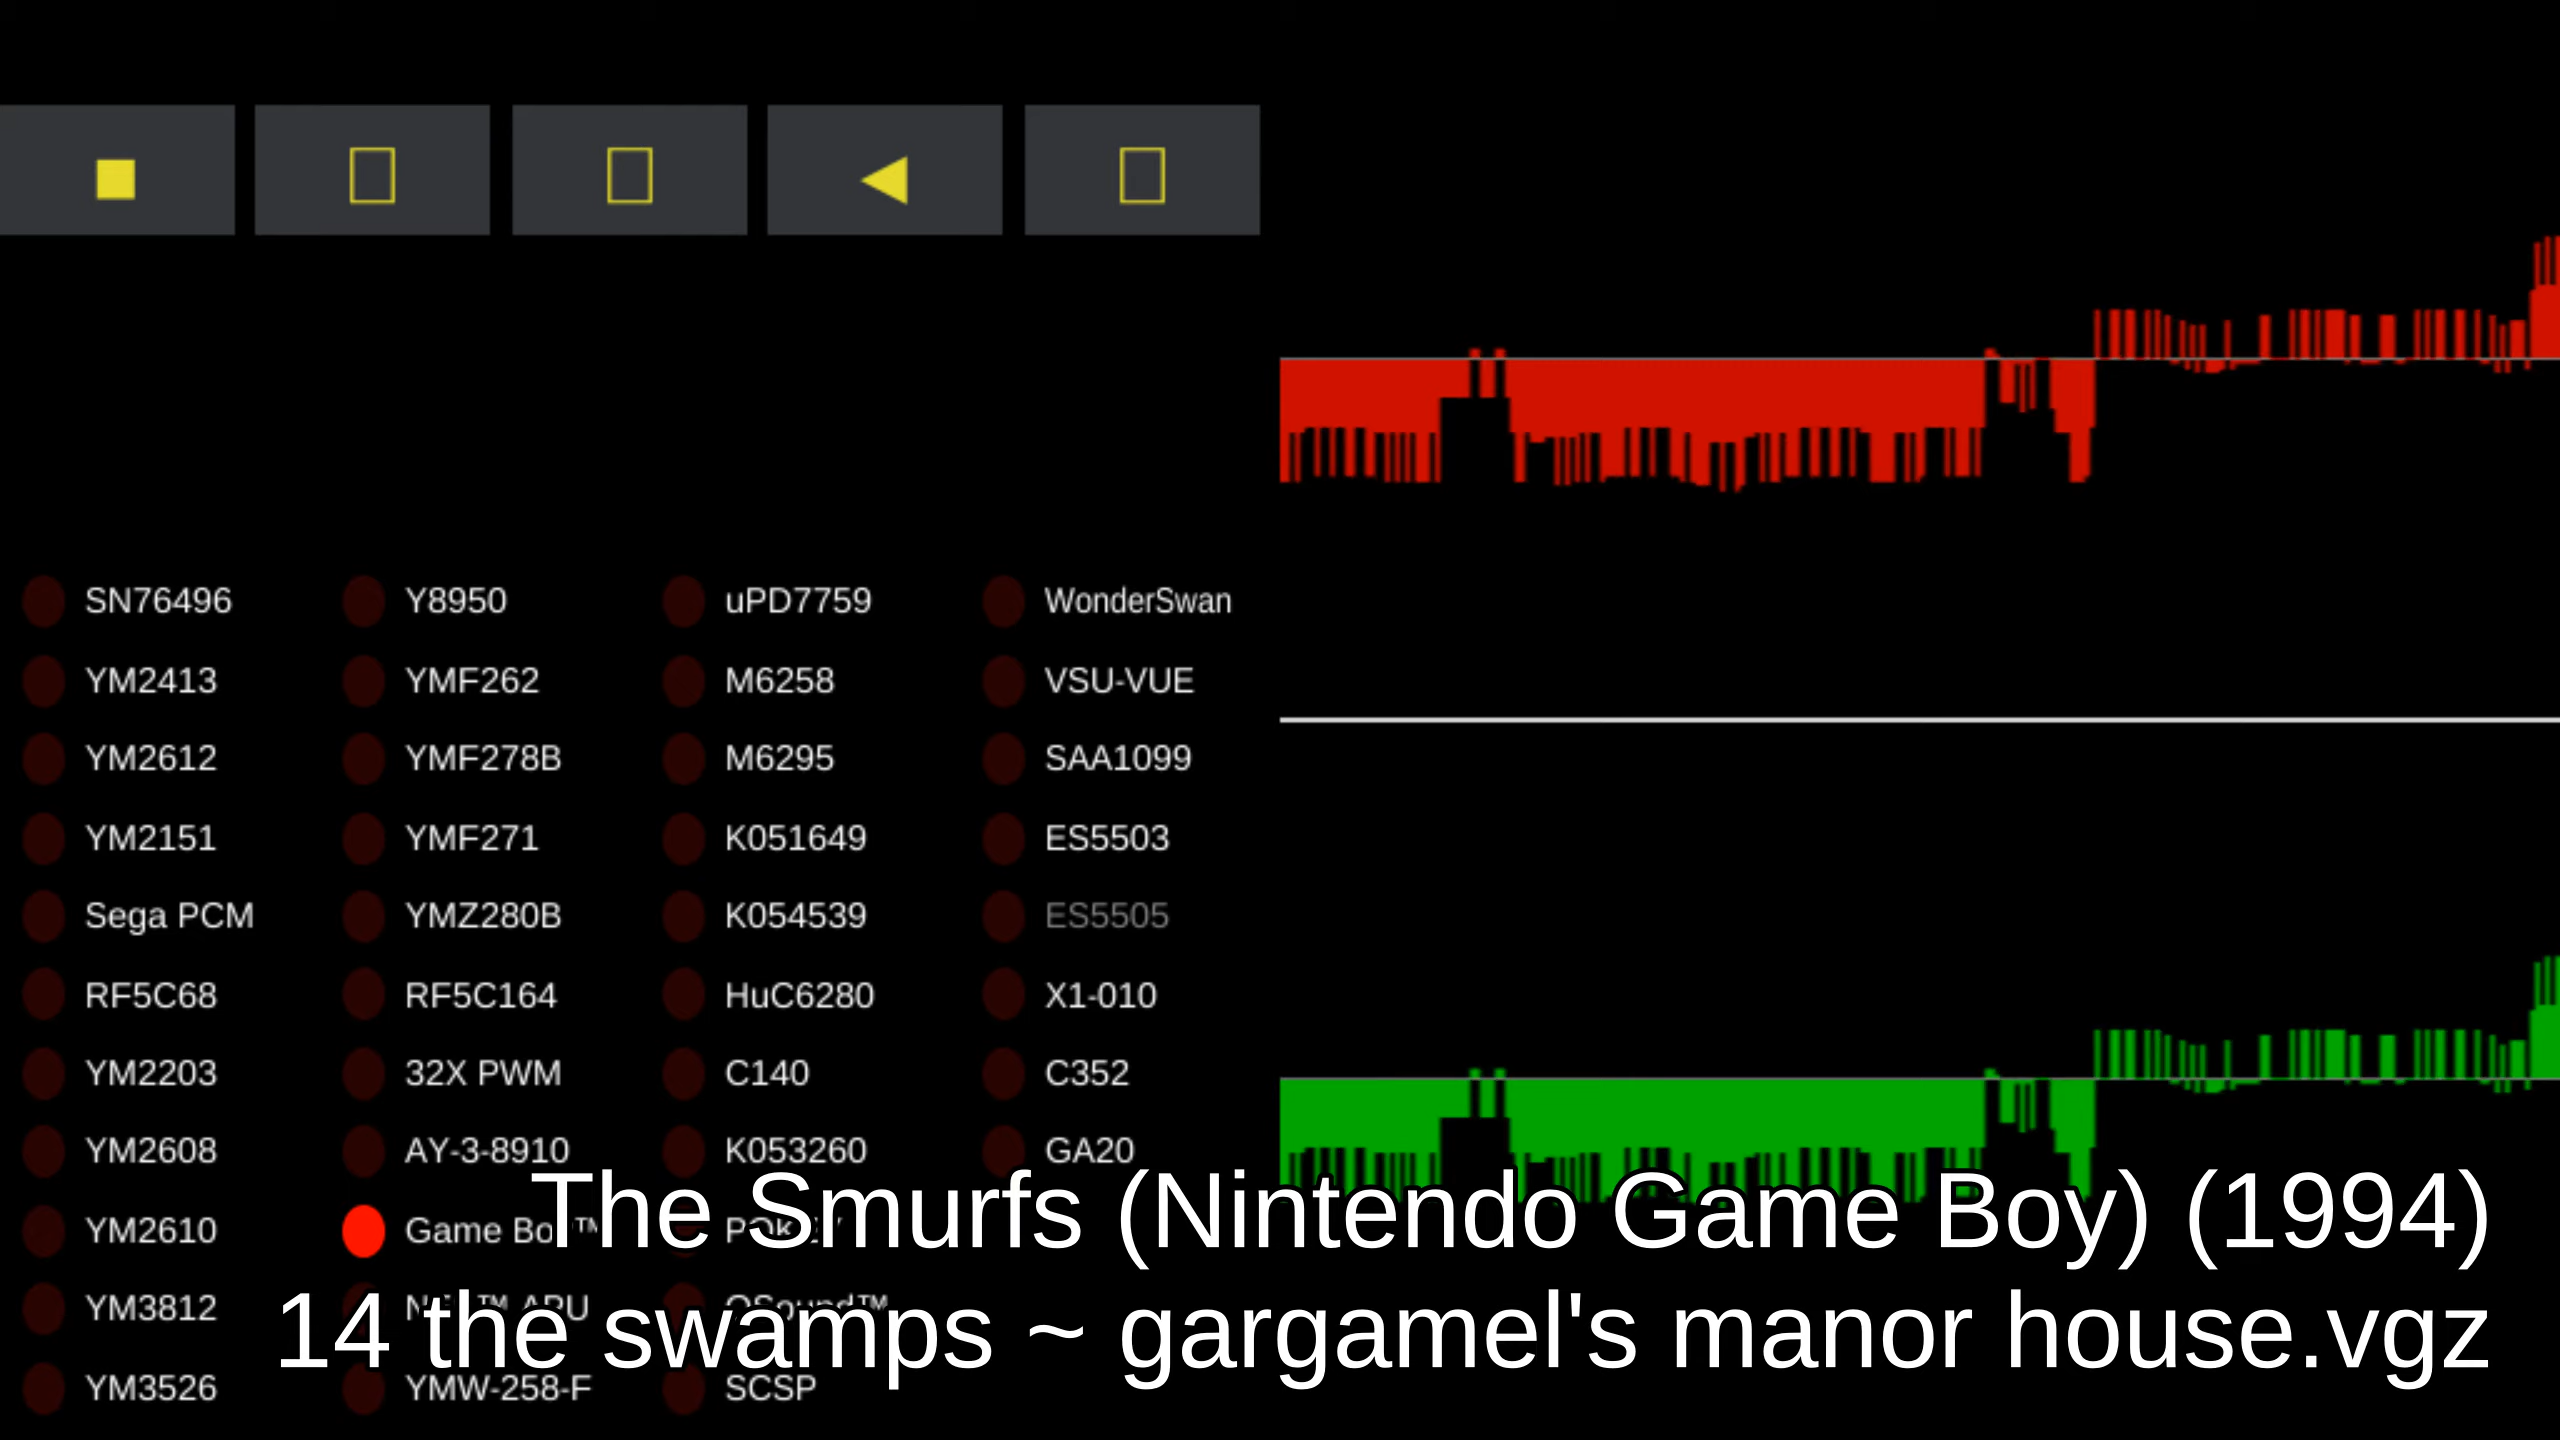 SN76496 Y8950 uPD7759 WonderSwan
YM2413 YMF262 M6258 VSU-VUE
YM2612 YMF278B M6295 SAA1099
YM2151 YMF271 K051649 ES5503
Sega PCM YMZ280B K054539 ES5505
RF5C68 RF5C164 HuC6280 X1-010
YM2203 32X PWM C140 C352
YM2608 AY-3-8910 K053260 GA20
YM2610 Game
The Smurfs (Nintendo Game Boy) (1994)
YM3812 APU QSound™
14 the swamps ~ gargamel's manor house.vgz
YM3526 YMW-258-F SCSP